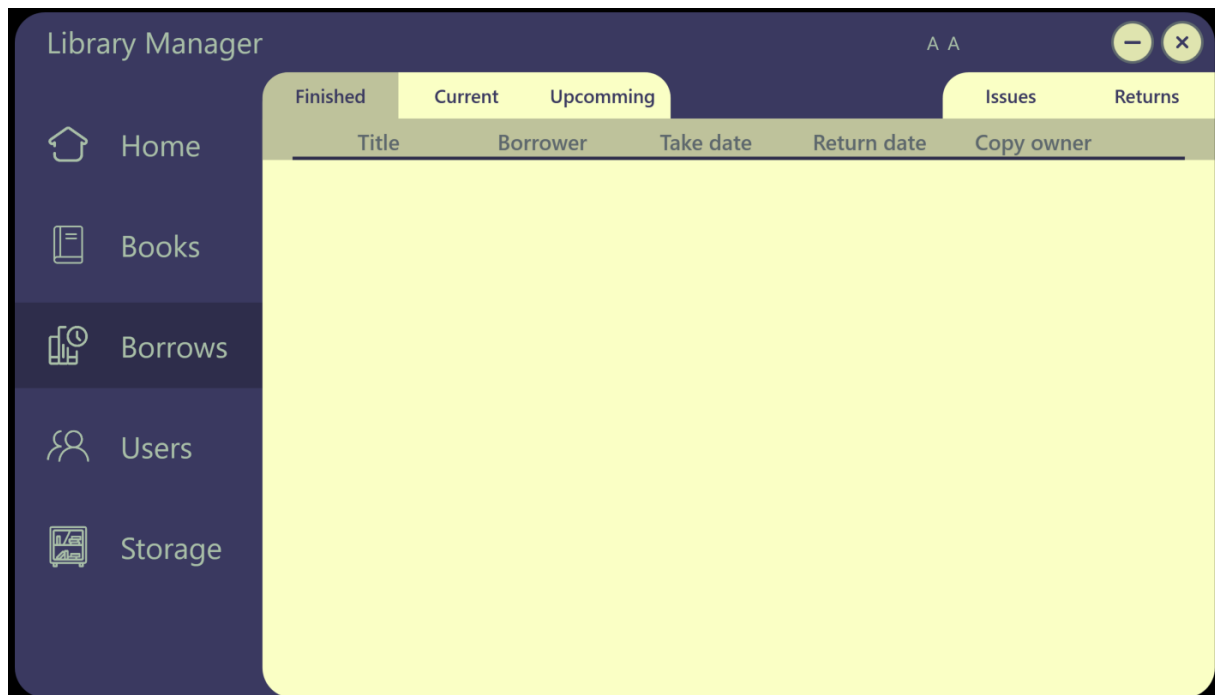 Library Manager
A A
Finished Current Upcomming Issues Returns
Title Borrower Take date Return date Copy owner
Home
Books
Borrows
Users
Storage